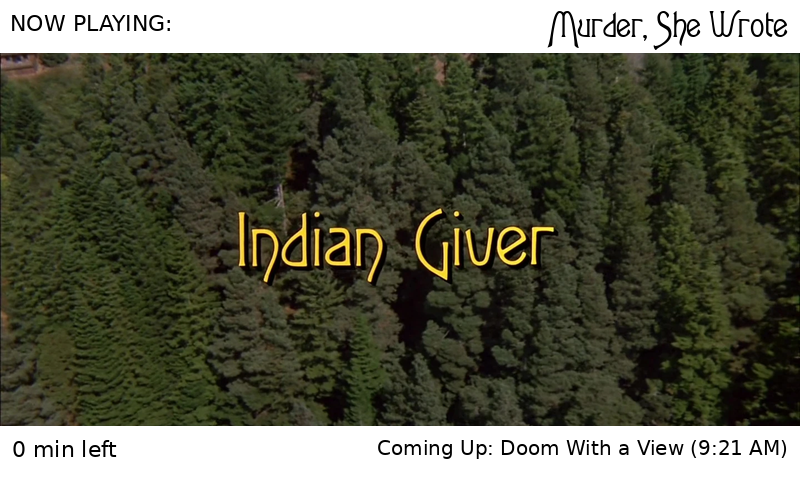 NOW PLAYING:
Murder, She Wrote
Indian Giver
0 min left
Coming Up: Doom With a View (9:21 AM)